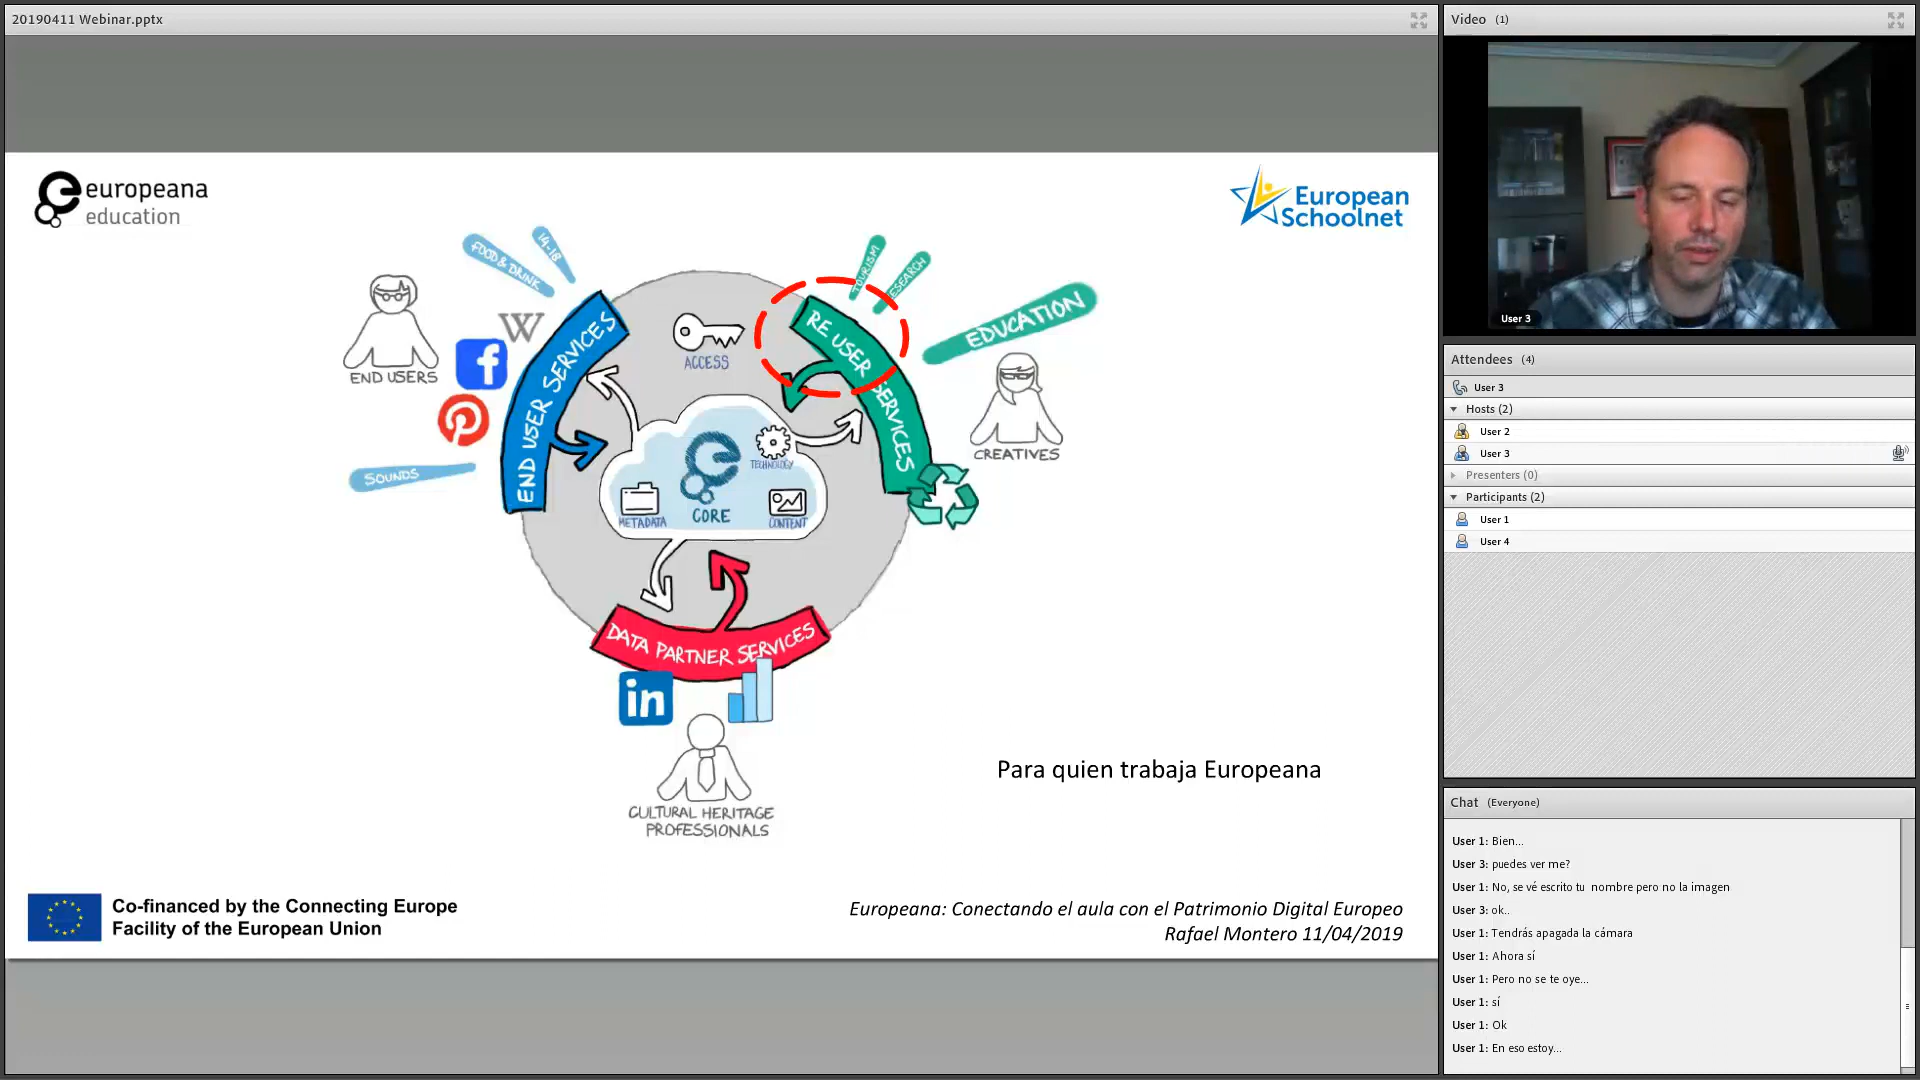 20190411 Webinar.pptx
europeana
education
European
Schoolnet
FOOD & DRINK
14-18
TOURISM
RESEARCH
EDUCATION
END USERS
W
f
END USER SERVICES
ACCESS
RE USER SERVICES
CREATIVES
SOUNDS
TECHNOLOGY
METADATA
CORE
CONTENT
DATA PARTNER SERVICES
in
CULTURAL HERITAGE
PROFESSIONALS
Para quien trabaja Europeana
Co-financed by the Connecting Europe
Facility of the European Union
Europeana: Conectando el aula con el Patrimonio Digital Europeo
Rafael Montero 11/04/2019
Video (1)
User 3
Attendees (4)
User 3
Hosts (2)
User 2
User 3
Presenters (0)
Participants (2)
User 1
User 4
Chat (Everyone)
User 1: Bien...
User 3: puedes ver me?
User 1: No, se vé escrito tu nombre pero no la imagen
User 3: ok..
User 1: Tendrás apagada la cámara
User 1: Ahora sí
User 1: Pero no se te oye...
User 1: sí
User 1: Ok
User 1: En eso estoy...